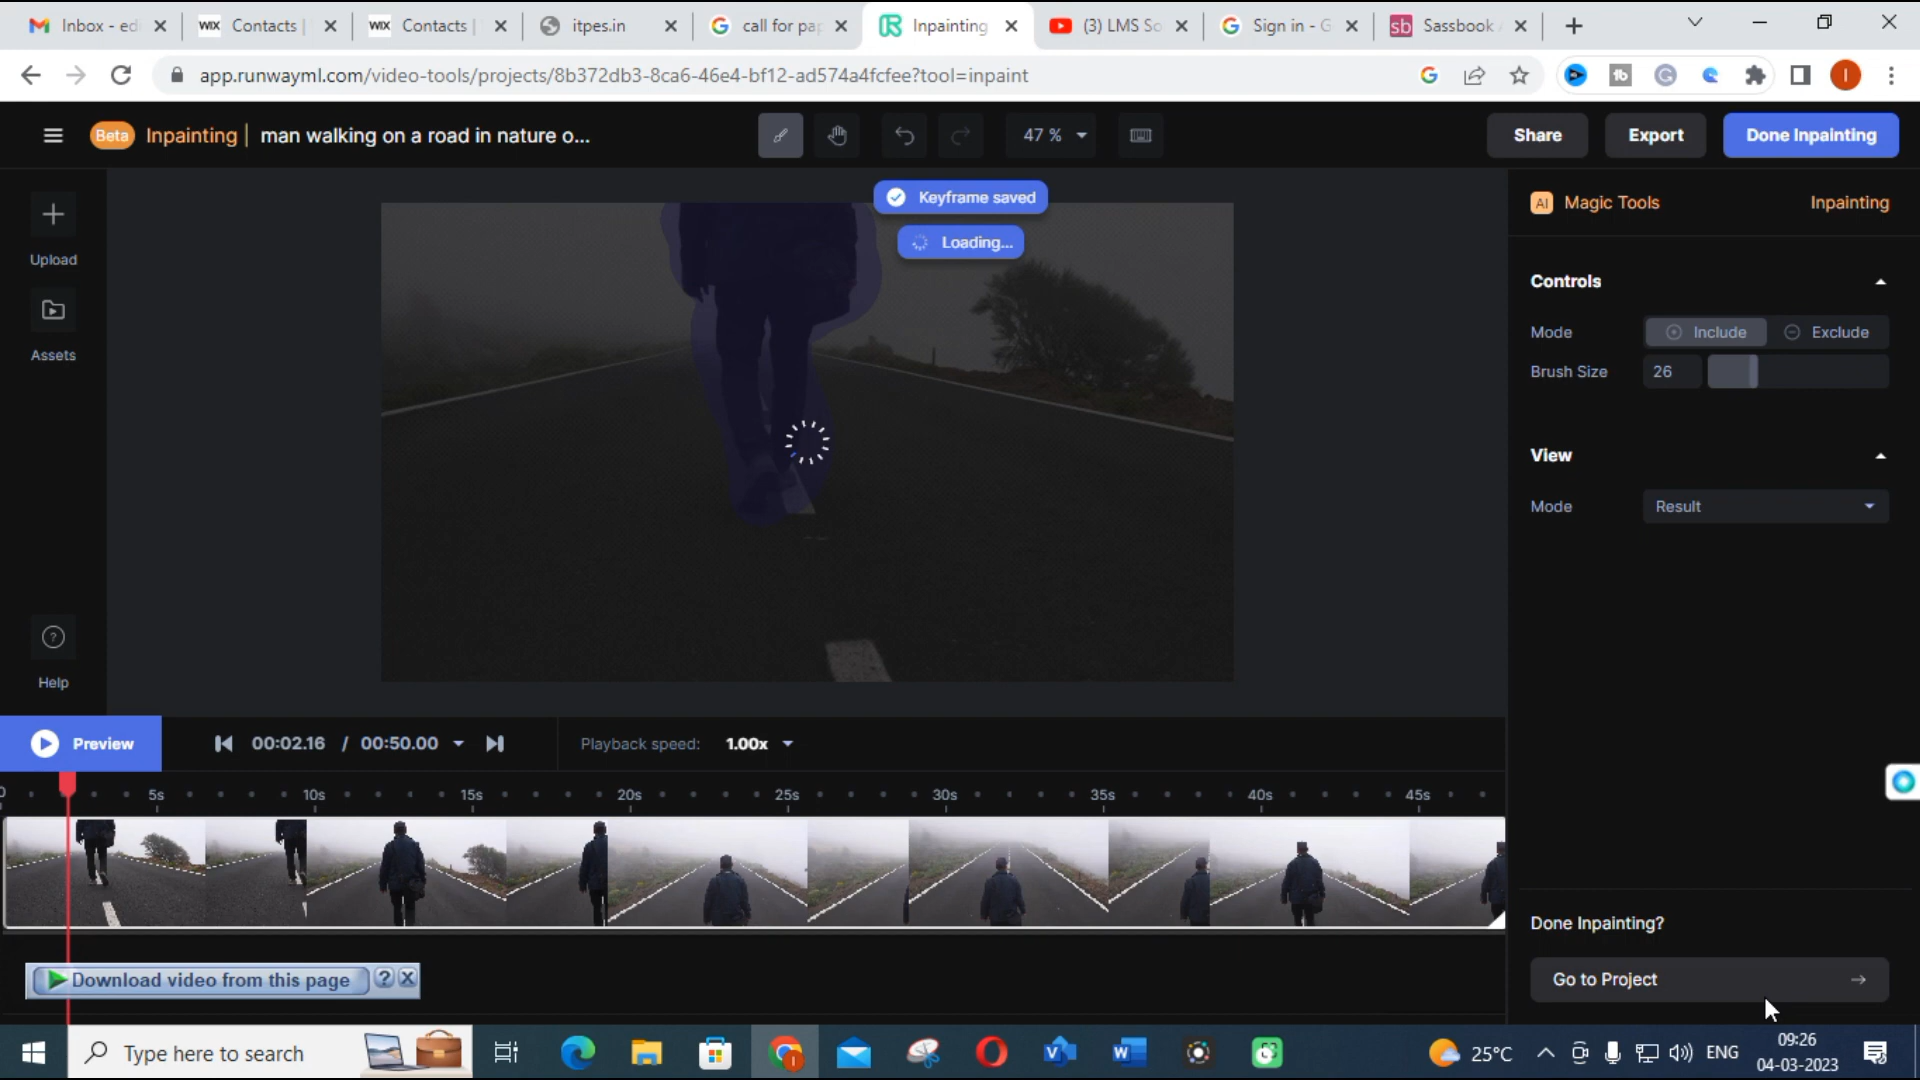 Inbox - edi
Contacts |
Contacts |
itpes.in
call for pap
Inpainting
(3) LMS So
Sign in - G
Sassbook
app.runwayml.com/video-tools/projects/8b372db3-8ca6-46e4-bf12-ad574a4fcfee?tool=inpaint
Beta Inpainting | man walking on a road in nature o...
47 %
Share
Export
Done Inpainting
Keyframe saved
Loading...
Upload
Assets
Help
AI Magic Tools
Inpainting
Controls
Mode Include Exclude
Brush Size 26
View
Mode Result
Preview
00:02.16 / 00:50.00
Playback speed: 1.00x
0 5s 10s 15s 20s 25s 30s 35s 40s 45s
Done Inpainting?
Go to Project
Download video from this page ? X
Type here to search
25°C
ENG
09:26
04-03-2023